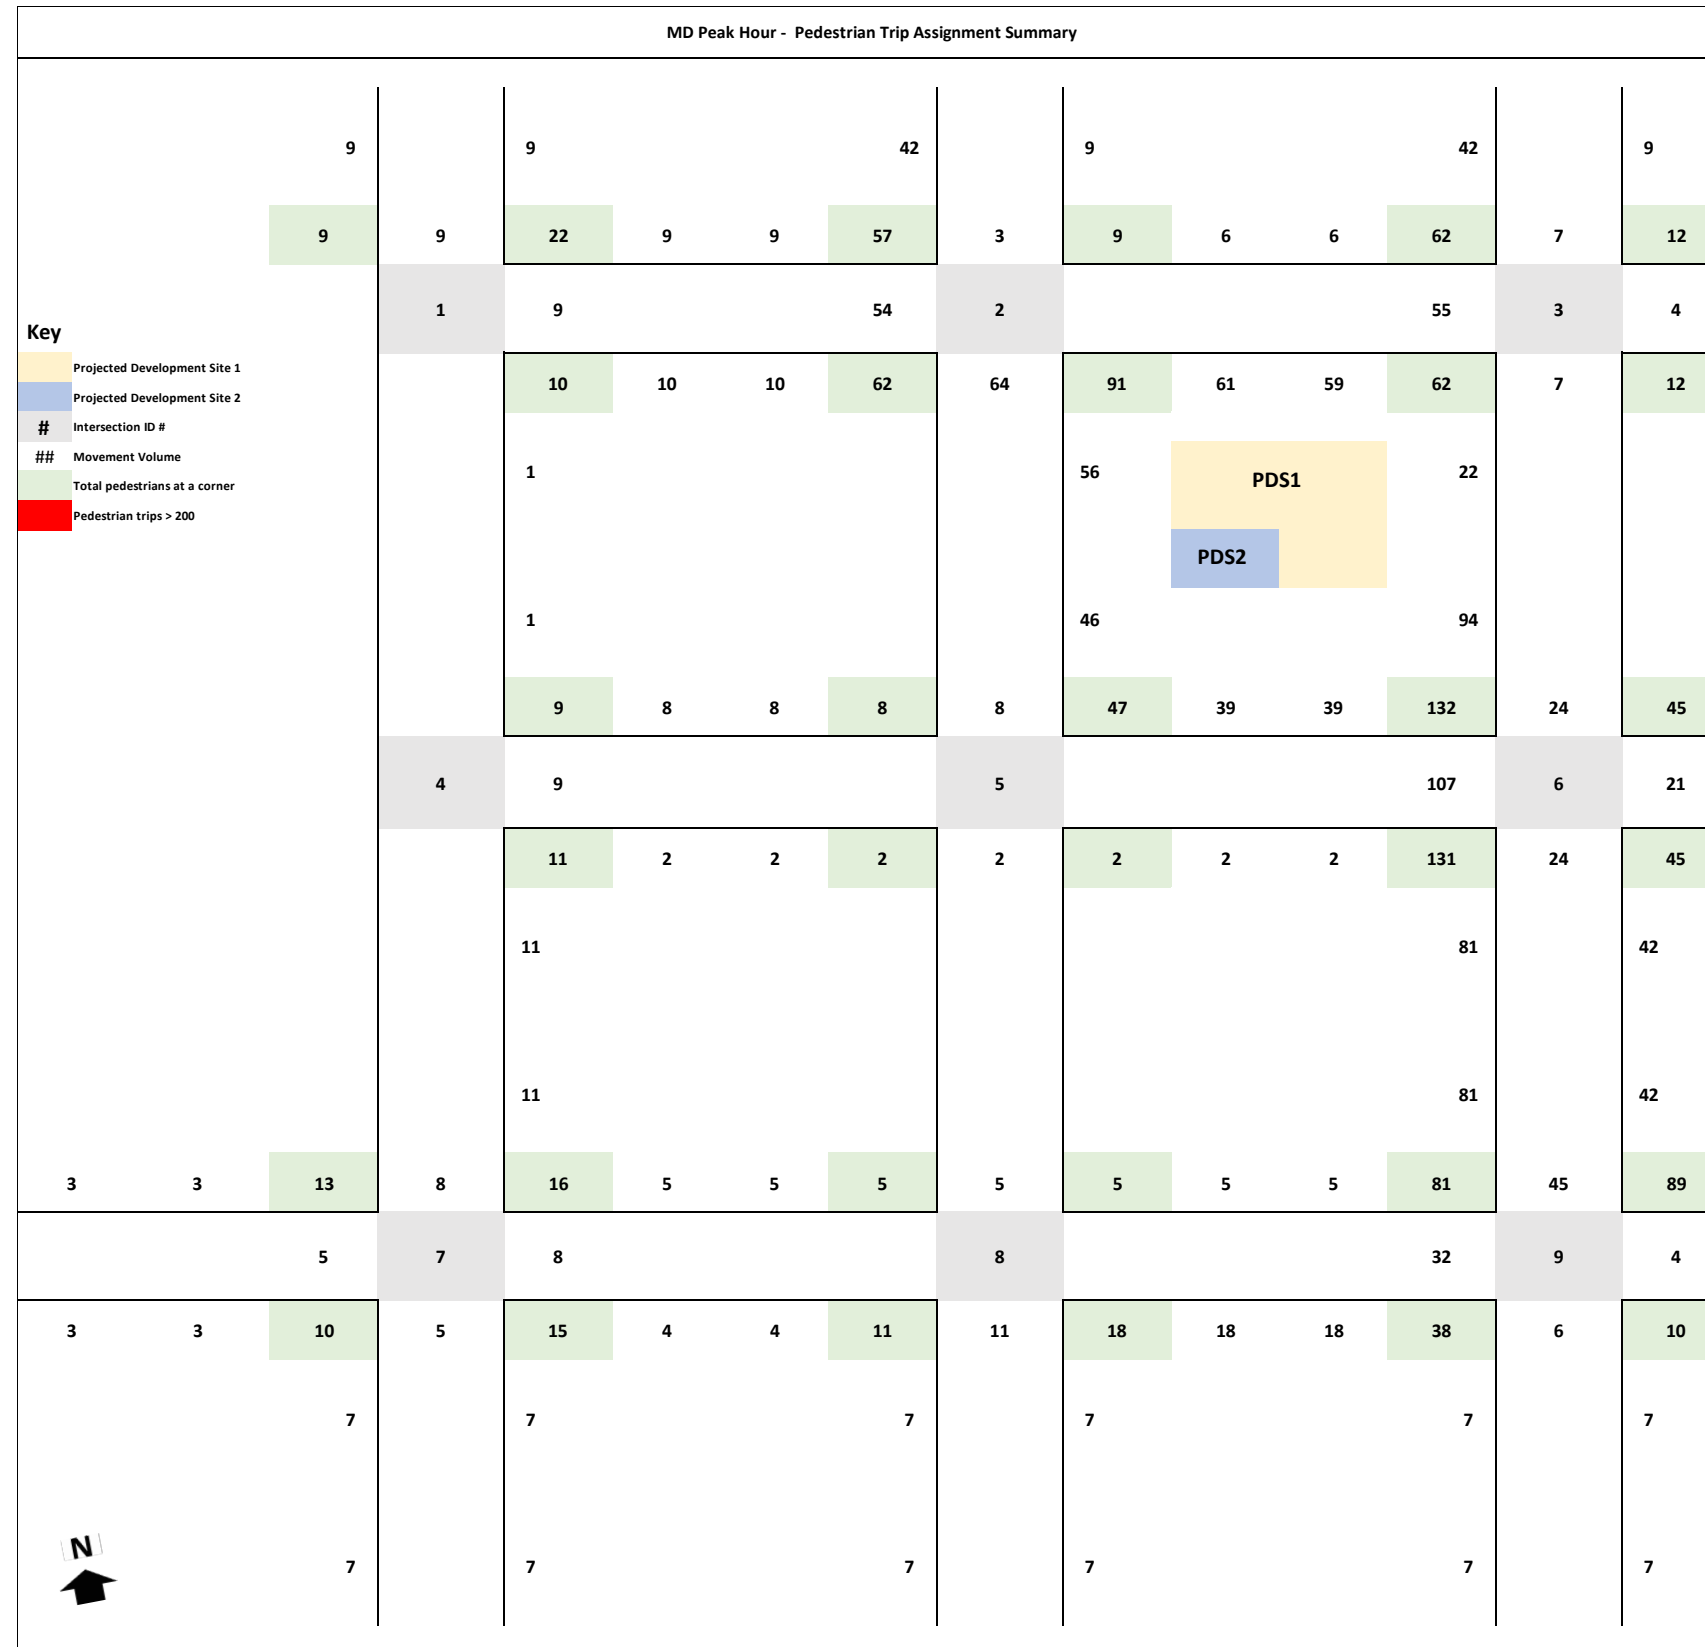 MD Peak Hour - Pedestrian Trip Assignment Summary
9 9 42 9 42 9
9 9 22 9 9 57 3 9 6 6 62 7 12
1 9 54 2 55 3 4
Key
Projected Development Site 1
Projected Development Site 2
# Intersection ID #
## Movement Volume
Total pedestrians at a corner
Pedestrian trips > 200
10 10 10 62 64 91 61 59 62 7 12
1 56 PDS1 22
PDS2
1 46 94
9 8 8 8 8 47 39 39 132 24 45
4 9 5 107 6 21
11 2 2 2 2 2 2 2 131 24 45
11 81 42
11 81 42
3 3 13 8 16 5 5 5 5 5 5 5 81 45 89
5 7 8 8 32 9 4
3 3 10 5 15 4 4 11 11 18 18 18 38 6 10
7 7 7 7 7 7
N
7 7 7 7 7 7